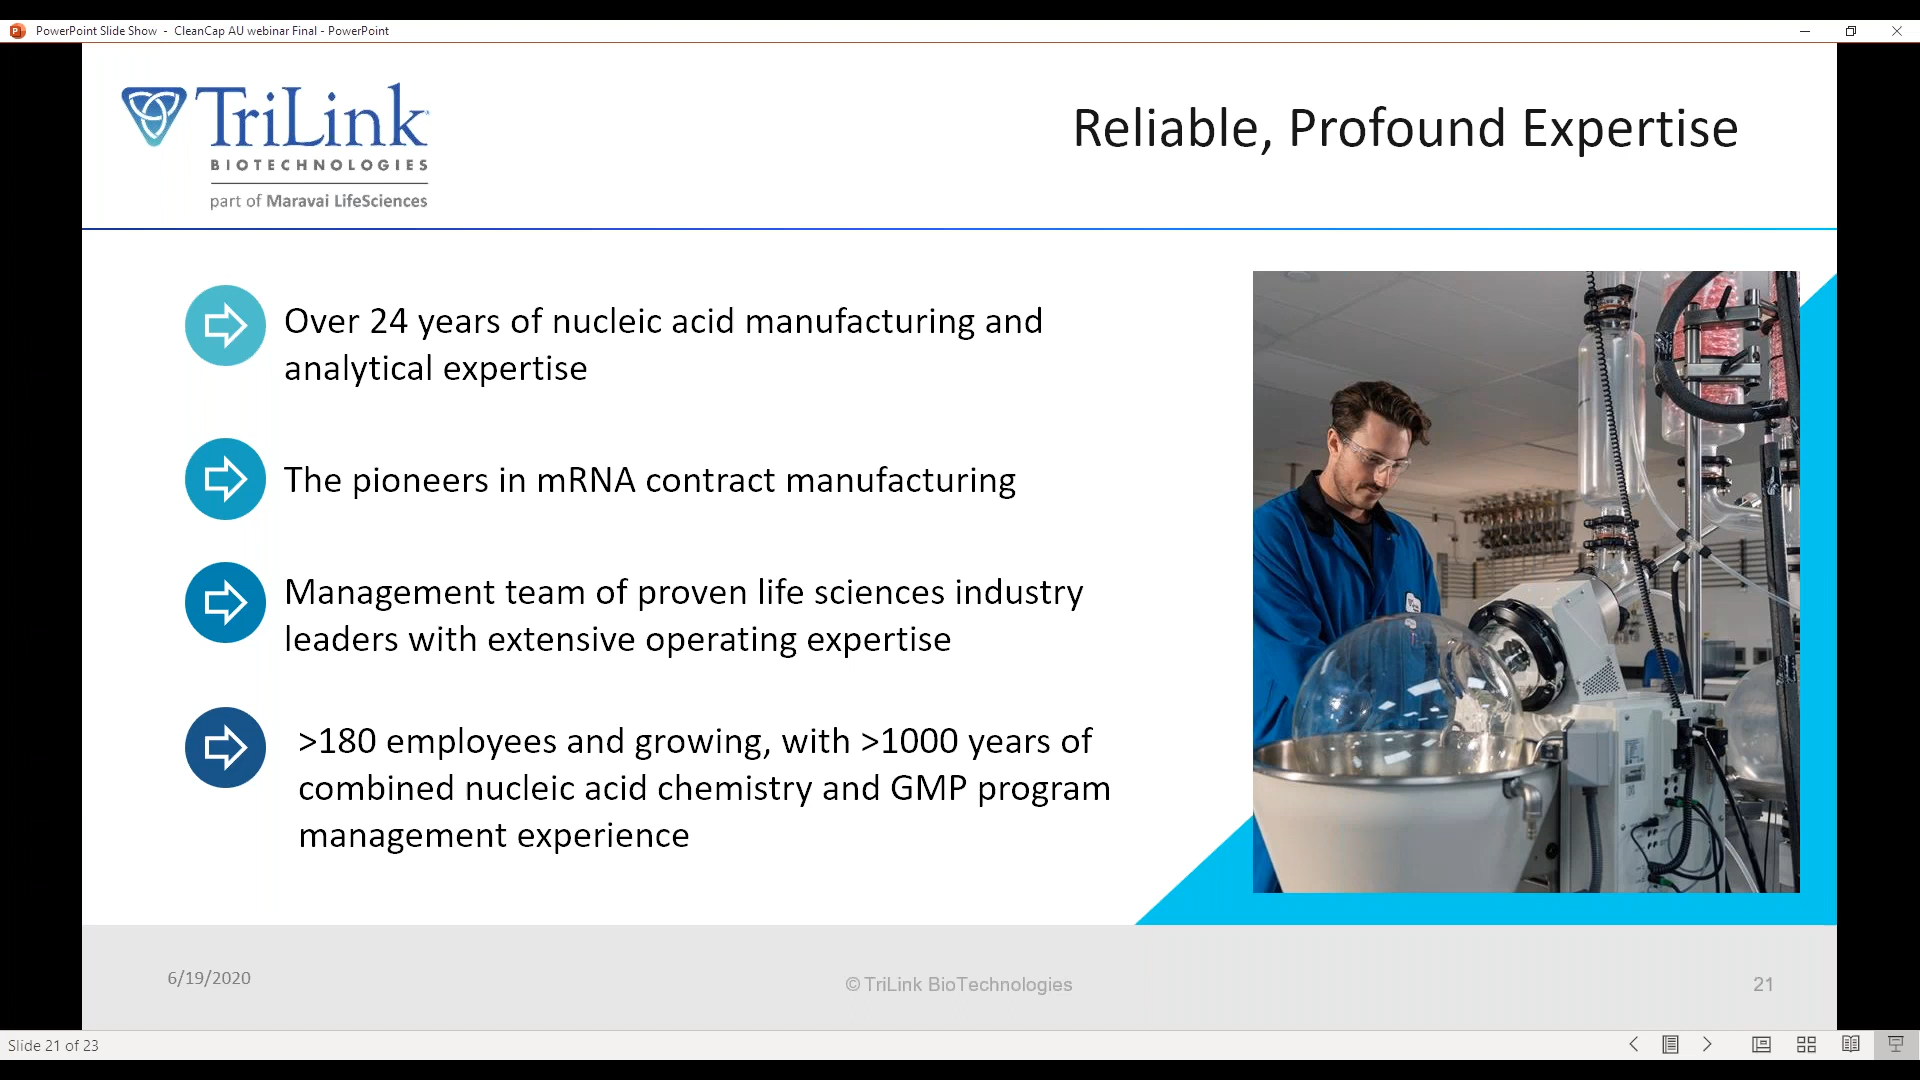 PowerPoint Slide Show - CleanCap AU webinar Final - PowerPoint
TriLink
BIOTECHNOLOGIES
part of Maravai LifeSciences
Reliable, Profound Expertise
Over 24 years of nucleic acid manufacturing and
analytical expertise
The pioneers in mRNA contract manufacturing
Management team of proven life sciences industry
leaders with extensive operating expertise
>180 employees and growing, with >1000 years of
combined nucleic acid chemistry and GMP program
management experience
6/19/2020
© TriLink BioTechnologies
21
Slide 21 of 23